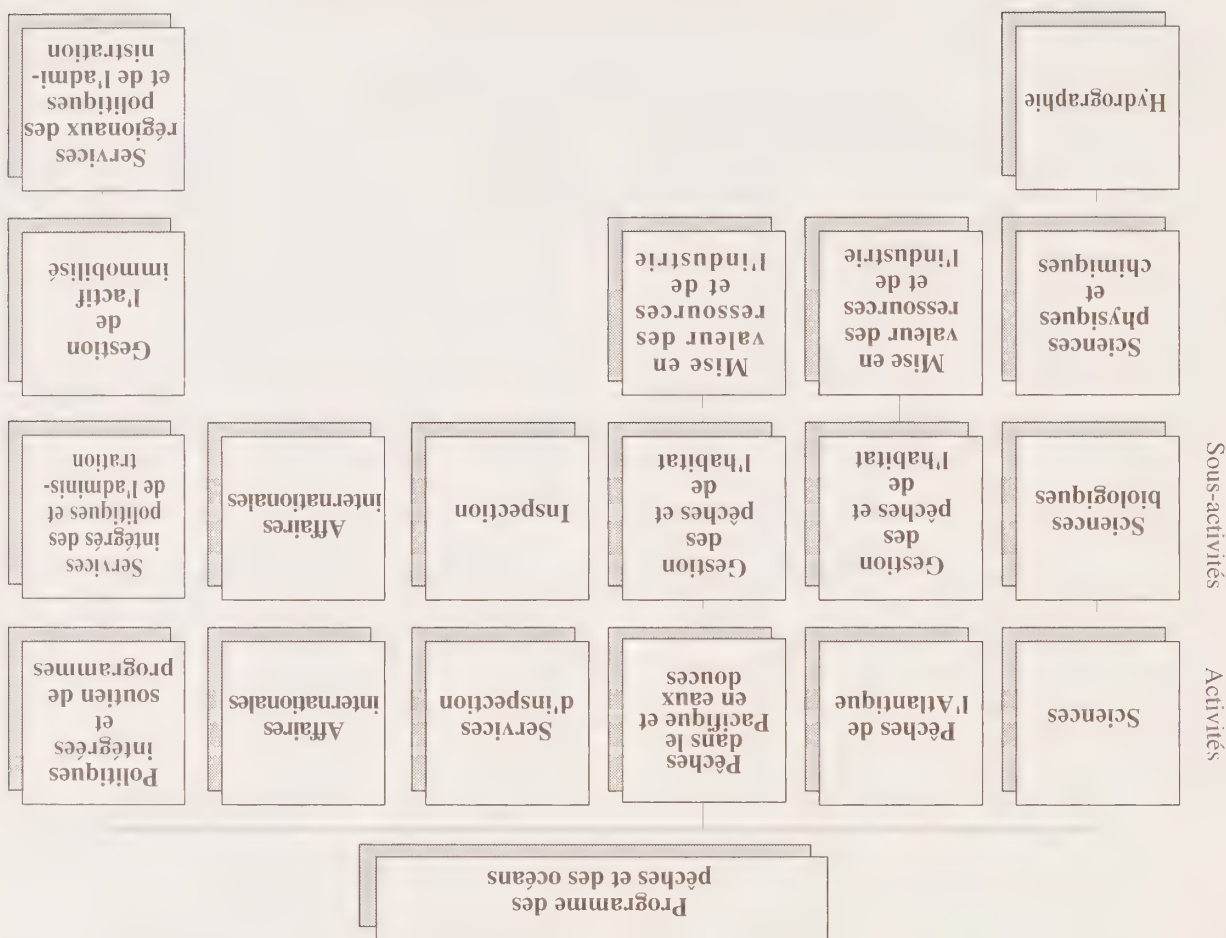 Programme des
pêches et des océans
Activités
Sciences
Pêches de
l'Atlantique
Pêches
dans le
Pacifique et
en eaux
douces
Services
d'inspection
Affaires
internationales
Politiques
intégrées
et
soutien de
programmes
Sous-activités
Sciences
biologiques
Gestion
des
pêches et
de
l'habitat
Gestion
des
pêches et
de
l'habitat
Inspection
Affaires
internationales
Services
intégrés des
politiques et
de l'adminis-
tration
Sciences
physiques
et
chimiques
Mise en
valeur des
ressources
et de
l'industrie
Mise en
valeur des
ressources
et de
l'industrie
Gestion
de
l'actif
immobilisé
Hydrographie
Services
régionaux des
politiques
et de l'admi-
nistration